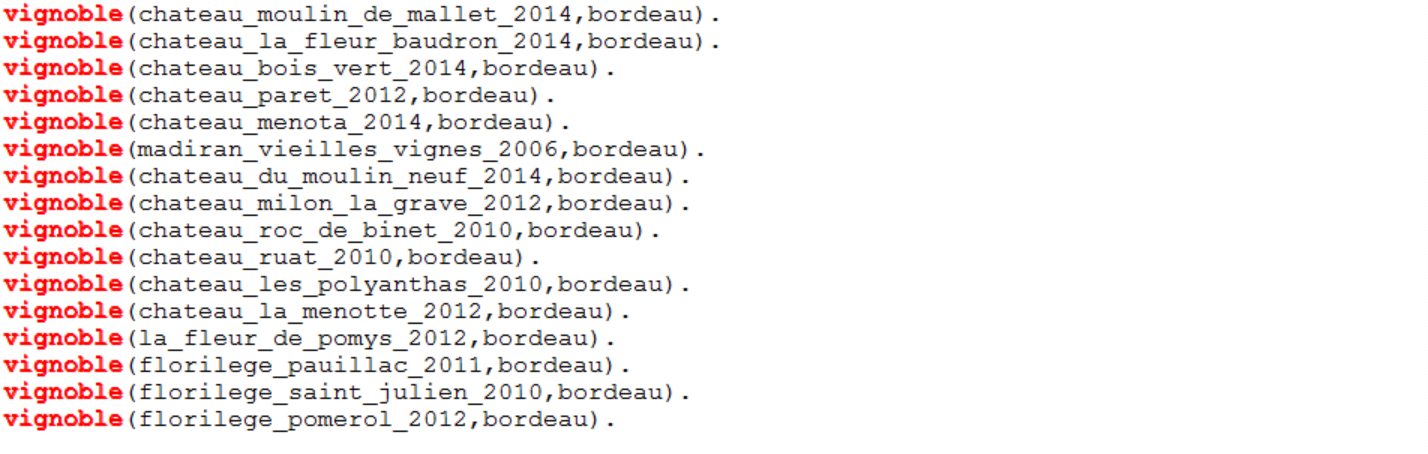 vignoble(chateau_moulin_de_mallet_2014,bordeau).
vignoble(chateau_la_fleur_baudron_2014,bordeau).
vignoble(chateau_bois_vert_2014,bordeau).
vignoble(chateau_paret_2012,bordeau).
vignoble(chateau_menota_2014,bordeau).
vignoble(madiran_vieilles_vignes_2006,bordeau).
vignoble(chateau_du_moulin_neuf_2014,bordeau).
vignoble(chateau_milon_la_grave_2012,bordeau).
vignoble(chateau_roc_de_binet_2010,bordeau).
vignoble(chateau_ruat_2010,bordeau).
vignoble(chateau_les_polyanthas_2010,bordeau).
vignoble(chateau_la_menotte_2012,bordeau).
vignoble(la_fleur_de_pomys_2012,bordeau).
vignoble(florilege_pauillac_2011,bordeau).
vignoble(florilege_saint_julien_2010,bordeau).
vignoble(florilege_pomerol_2012,bordeau).